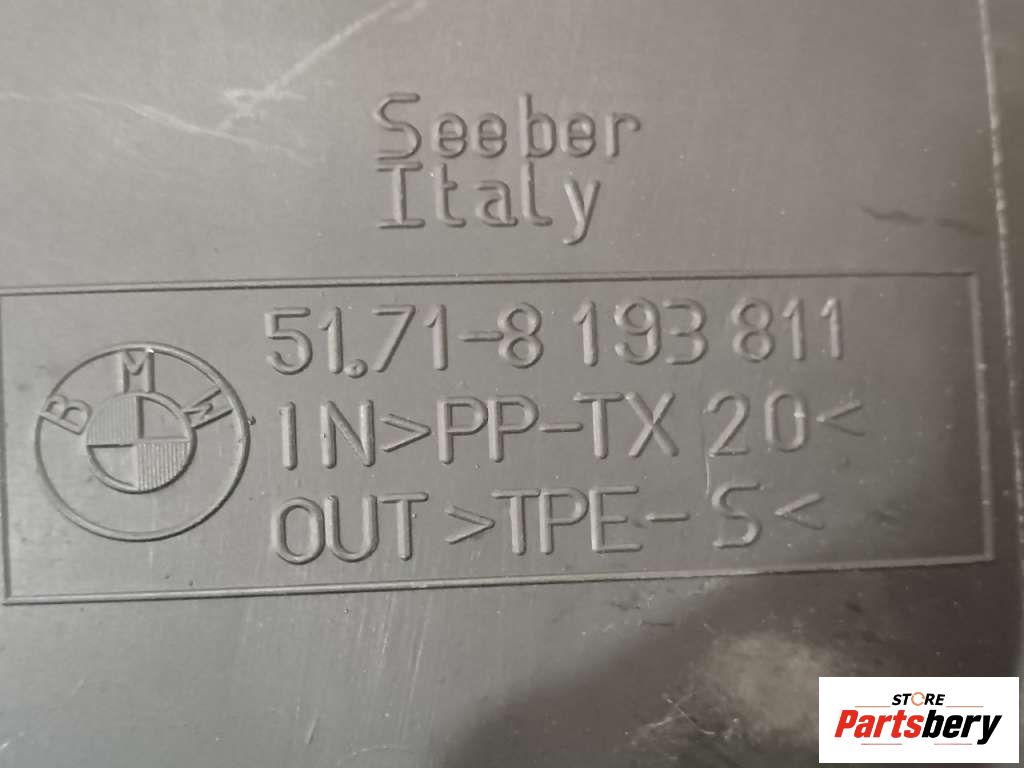 Seeber
Italy
BMW
51.71-8 193 811
IN>PP-TX 20<
OUT>TPE-S<
STORE
Partsbery